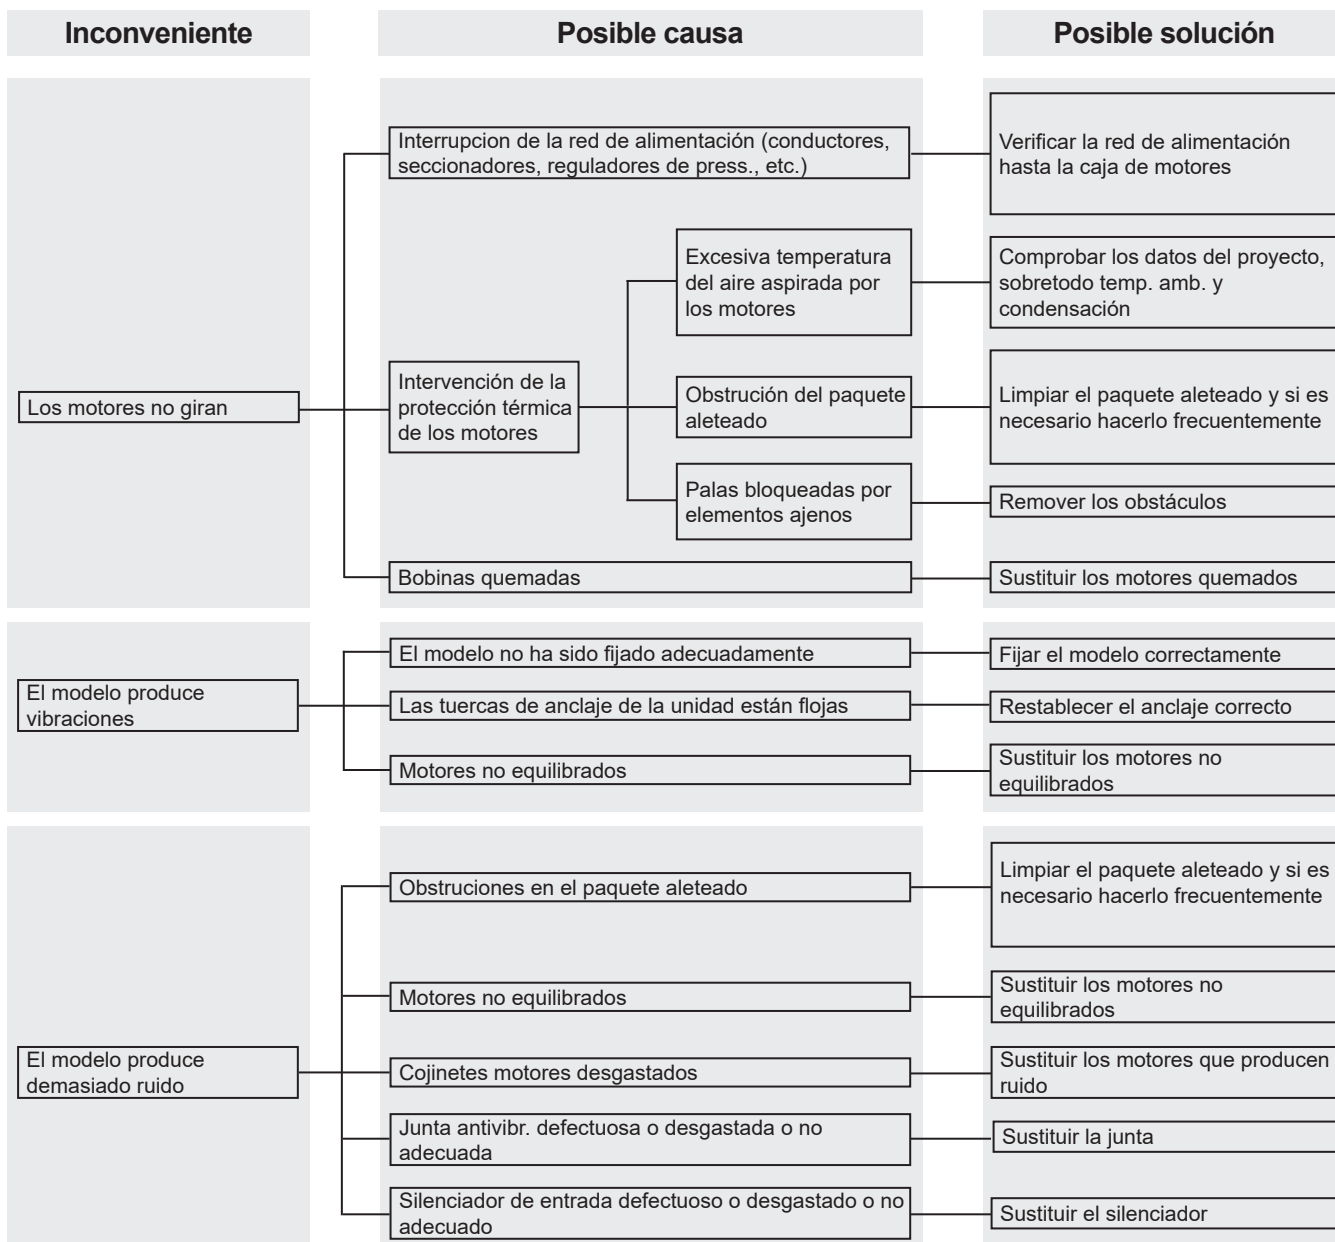 Inconveniente
Posible causa
Posible solución
Los motores no giran
Interrupcion de la red de alimentación (conductores,
seccionadores, reguladores de press., etc.)
Verificar la red de alimentación
hasta la caja de motores
Intervención de la
protección térmica
de los motores
Excesiva temperatura
del aire aspirada por
los motores
Comprobar los datos del proyecto,
sobretodo temp. amb. y
condensación
Obstrución del paquete
aleteado
Limpiar el paquete aleteado y si es
necesario hacerlo frecuentemente
Palas bloqueadas por
elementos ajenos
Remover los obstáculos
Bobinas quemadas
Sustituir los motores quemados
El modelo produce
vibraciones
El modelo no ha sido fijado adecuadamente
Fijar el modelo correctamente
Las tuercas de anclaje de la unidad están flojas
Restablecer el anclaje correcto
Motores no equilibrados
Sustituir los motores no
equilibrados
El modelo produce
demasiado ruido
Obstruciones en el paquete aleteado
Limpiar el paquete aleteado y si es
necesario hacerlo frecuentemente
Motores no equilibrados
Sustituir los motores no
equilibrados
Cojinetes motores desgastados
Sustituir los motores que producen
ruido
Junta antivibr. defectuosa o desgastada o no
adecuada
Sustituir la junta
Silenciador de entrada defectuoso o desgastado o no
adecuado
Sustituir el silenciador